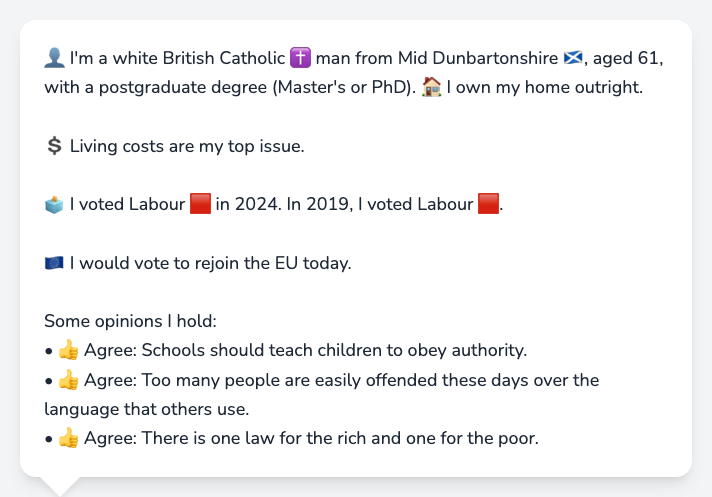 👤 I'm a white British Catholic ✝️ man from Mid Dunbartonshire 🏴󠁧󠁢󠁳󠁣󠁴󠁿, aged 61,
with a postgraduate degree (Master's or PhD). 🏠 I own my home outright.
💲 Living costs are my top issue.
🗳️ I voted Labour 🟥 in 2024. In 2019, I voted Labour 🟥.
🇪🇺 I would vote to rejoin the EU today.
Some opinions I hold:
• 👍 Agree: Schools should teach children to obey authority.
• 👍 Agree: Too many people are easily offended these days over the
language that others use.
• 👍 Agree: There is one law for the rich and one for the poor.